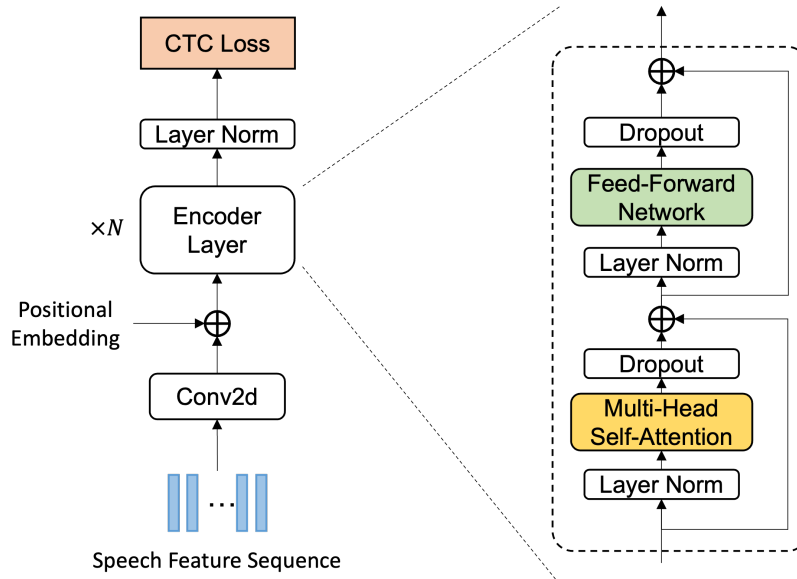 CTC Loss
Layer Norm
Encoder
Layer
×N
Positional
Embedding
Conv2d
...
Speech Feature Sequence
Dropout
Feed-Forward
Network
Layer Norm
Dropout
Multi-Head
Self-Attention
Layer Norm